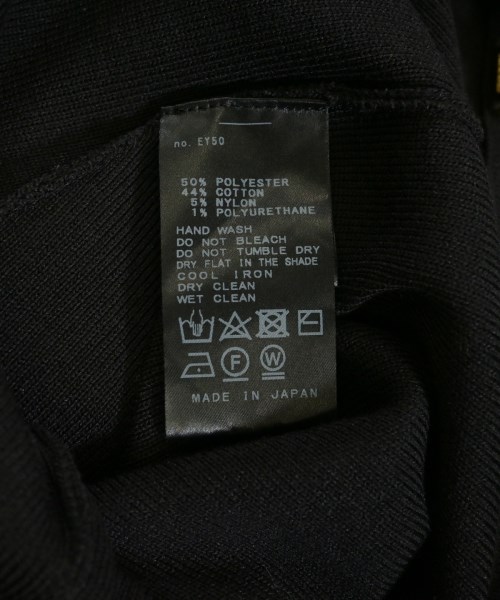 no. EY50
50% POLYESTER
44% COTTON
5% NYLON
1% POLYURETHANE
HAND WASH
DO NOT BLEACH
DO NOT TUMBLE DRY
DRY FLAT IN THE SHADE
COOL IRON
DRY CLEAN
WET CLEAN
F W
MADE IN JAPAN